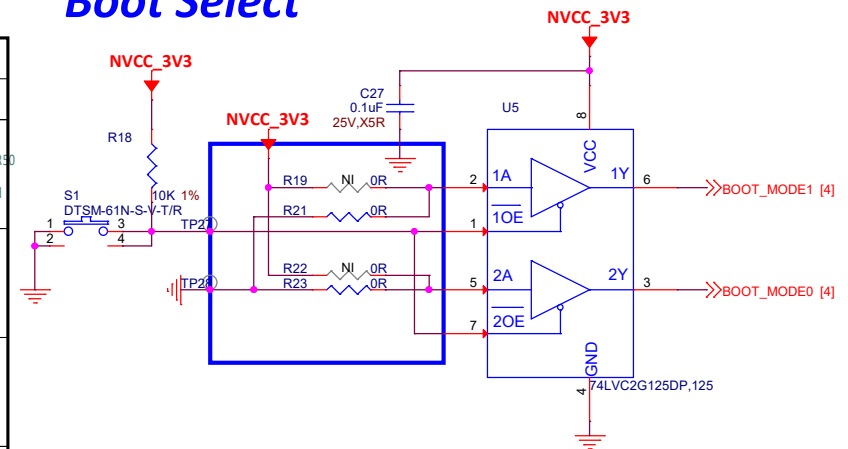 Boot Select
NVCC_3V3
NVCC_3V3
NVCC_3V3
C27
0.1uF
25V,X5R
R18
10K 1%
S1
DTSM-61N-S-V-T/R
1
2
3
4
TP27
TP28
R19
NI
0R
R21
0R
R22
NI
0R
R23
0R
U5
8
VCC
2
1A
1Y
6
BOOT_MODE1 [4]
1
1OE
5
2A
2Y
3
BOOT_MODE0 [4]
7
2OE
GND
4
74LVC2G125DP,125